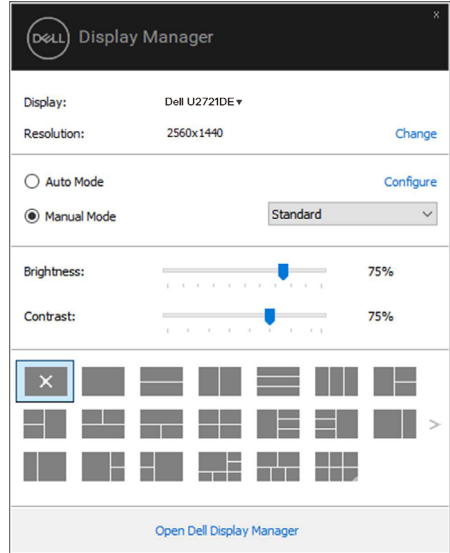 x
DELL Display Manager
Display: Dell U2721DE
Resolution: 2560x1440 Change
Auto Mode Configure
Manual Mode Standard
Brightness: 75%
Contrast: 75%
Open Dell Display Manager